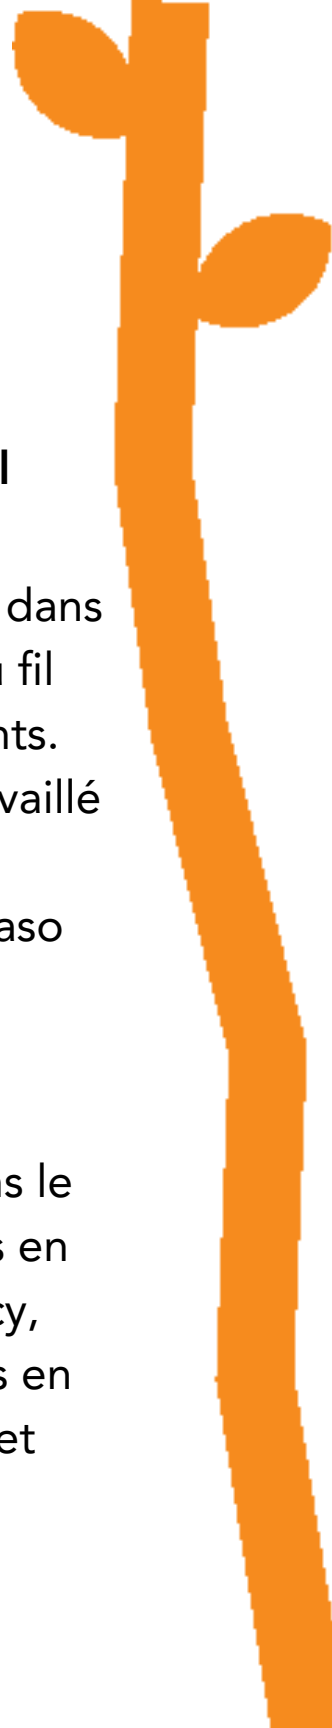 dans
fil
nts.
vaillé
aso
s le
s en
cy,
s en
et